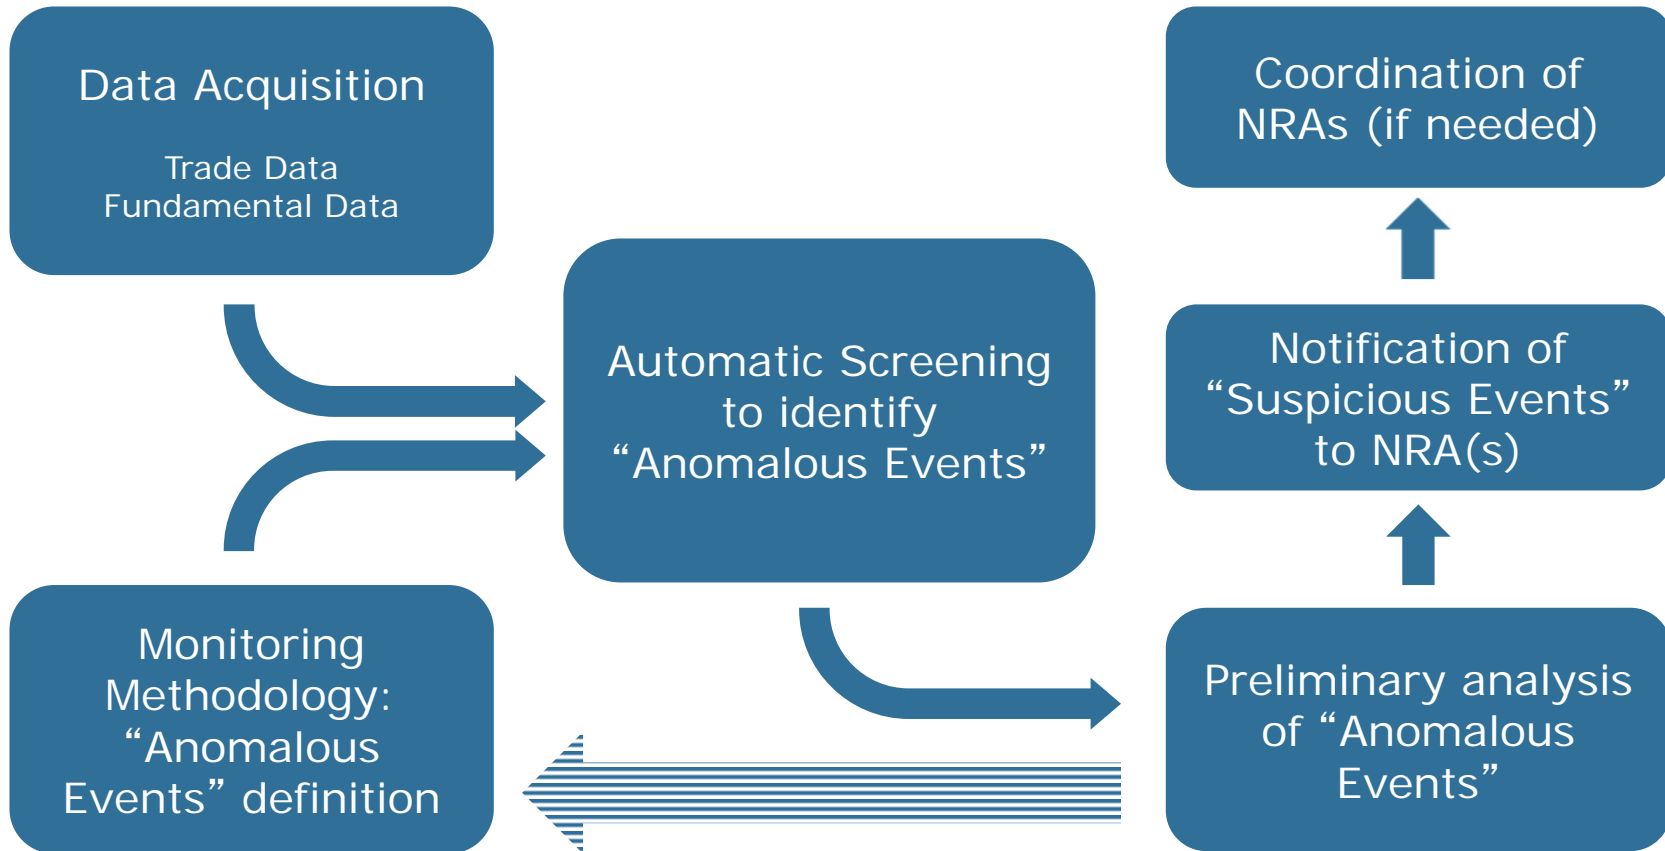 Data Acquisition
Trade Data
Fundamental Data
Monitoring
Methodology:
“Anomalous
Events” definition
Automatic Screening
to identify
“Anomalous Events”
Preliminary analysis
of “Anomalous
Events”
Notification of
“Suspicious Events”
to NRA(s)
Coordination of
NRAs (if needed)